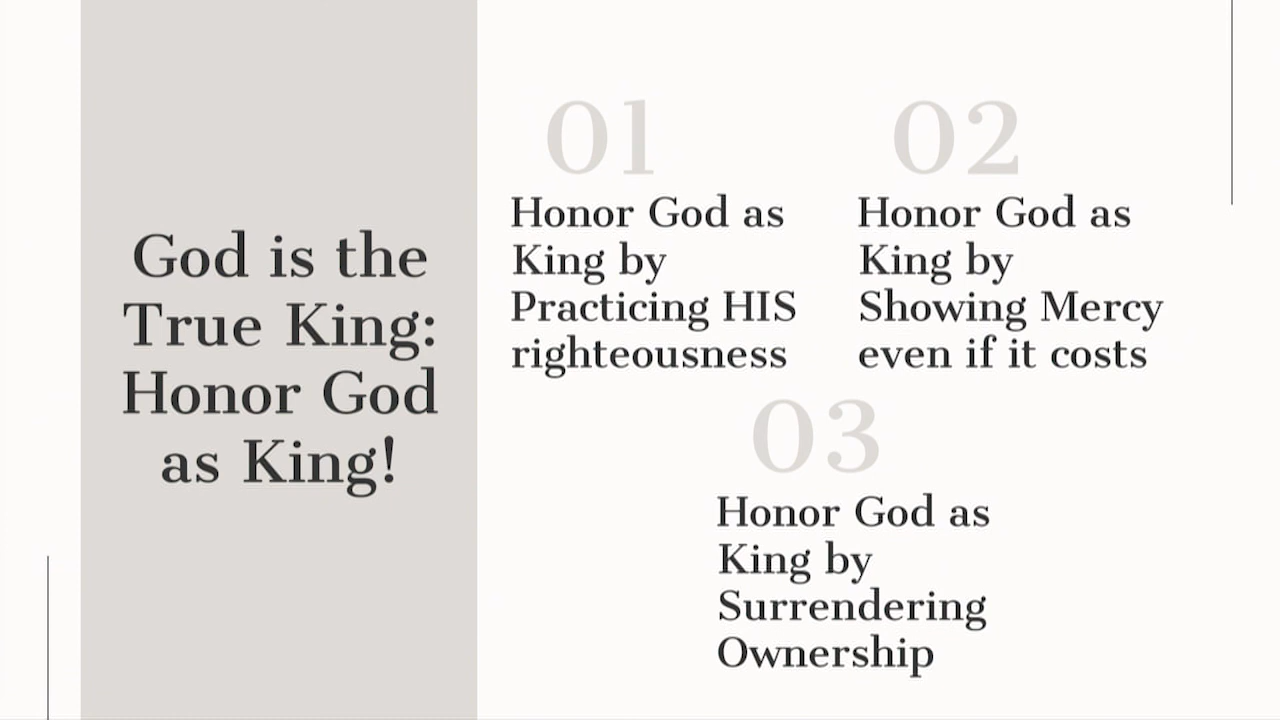 God is the
True King:
Honor God
as King!
01
Honor God as
King by
Practicing HIS
righteousness
02
Honor God as
King by
Showing Mercy
even if it costs
03
Honor God as
King by
Surrendering
Ownership